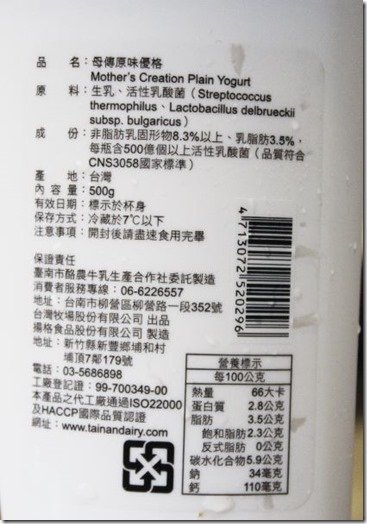 品　　名：母傳原味優格
Mother's Creation Plain Yogurt
原　　料：生乳、活性乳酸菌（Streptococcus
thermophilus、Lactobacillus delbrueckii
subsp. bulgaricus）
成　　份：非脂肪乳固形物8.3%以上、乳脂肪3.5%，
每瓶含500億個以上活性乳酸菌（品質符合
CNS3058國家標準）
產　　地：台灣
內 容 量：500g
有效日期：標示於杯身
保存方式：冷藏於7℃以下
注意事項：開封後請盡速食用完畢
4713072520296
保證責任
臺南市酪農牛乳生產合作社委託製造
消費者服務專線：06-6226557
地址：台南市柳營區柳營路一段352號
台灣牧場股份有限公司 出品
揚格食品股份有限公司 製造
地址：新竹縣新豐鄉埔和村
埔頂7鄰179號
電話：03-5686898
工廠登記證：99-700349-00
本產品之代工廠通過ISO22000
及HACCP國際品質認證
網址：www.tainandairy.com
營養標示
每100公克
熱量 66大卡
蛋白質 2.8公克
脂肪 3.5公克
飽和脂肪 2.3公克
反式脂肪 0公克
碳水化合物 5.9公克
鈉 34毫克
鈣 110毫克